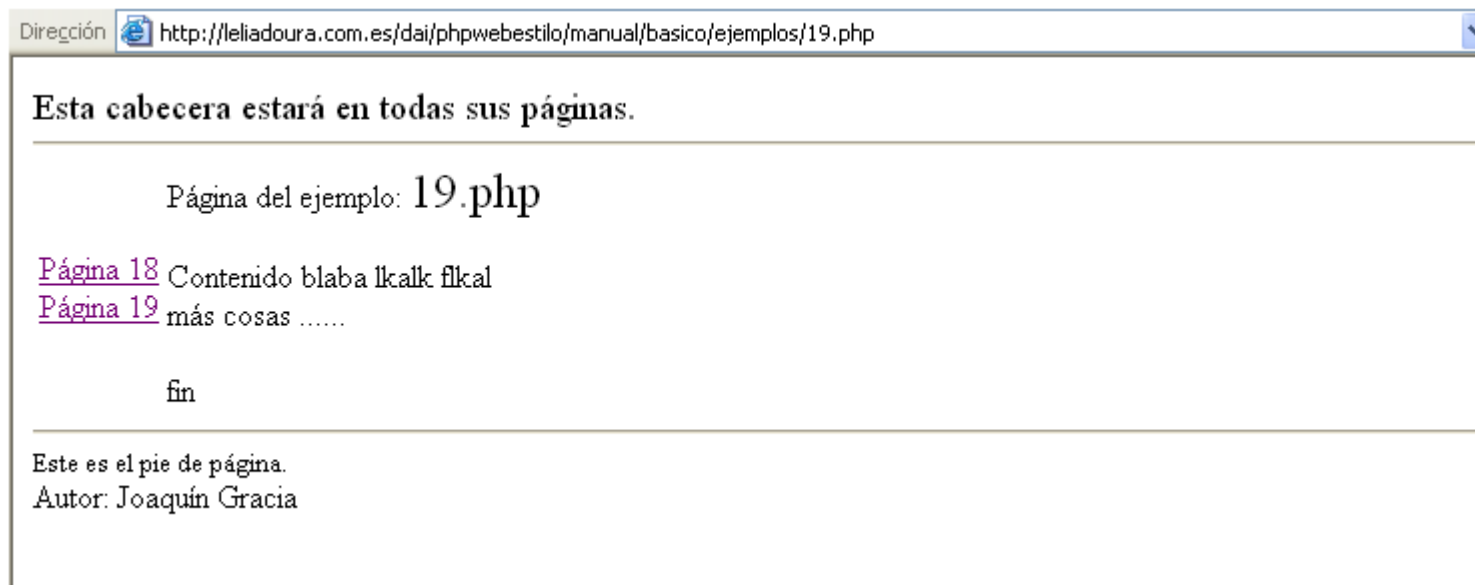 Dirección http://leliadoura.com.es/dai/phpwebestilo/manual/basico/ejemplos/19.php
Esta cabecera estará en todas sus páginas.
Página del ejemplo: 19.php
Página 18
Página 19
Contenido blaba lkalk flkal
más cosas ......
fin
Este es el pie de página.
Autor: Joaquín Gracia